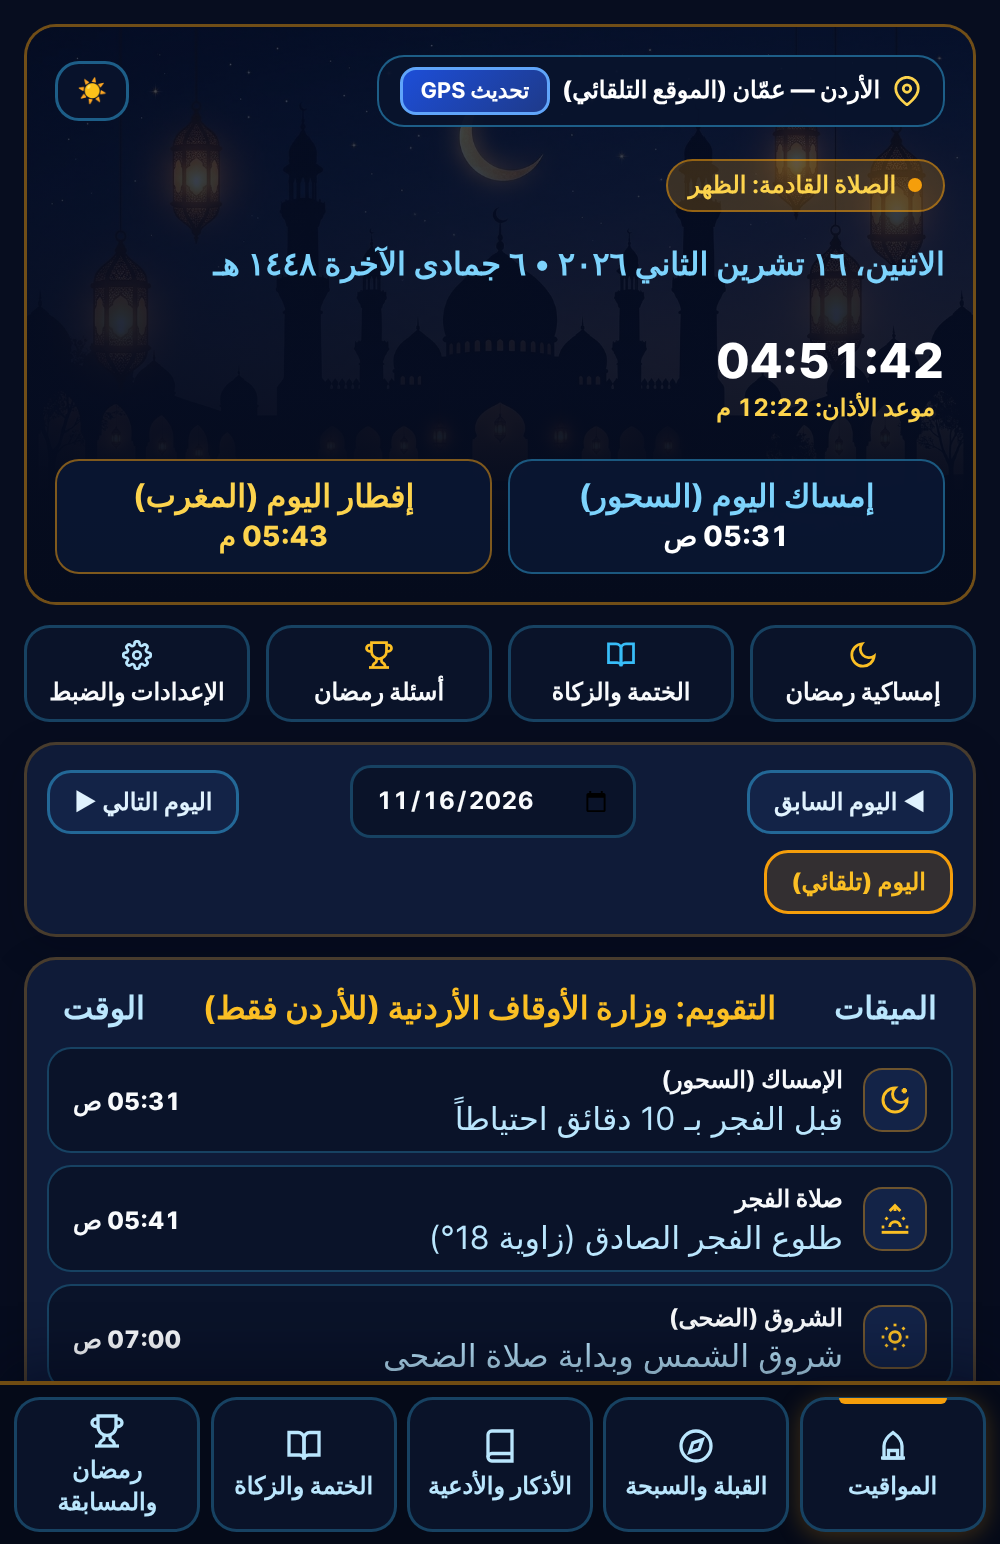 الأردن — عمّان (الموقع التلقائي)
تحديث GPS
الصلاة القادمة: الظهر
الاثنين، ١٦ تشرين الثاني ٢٠٢٦ • ٦ جمادى الآخرة ١٤٤٨ هـ
04:51:42
موعد الأذان: 12:22 م
إمساك اليوم (السحور)
05:31 ص
إفطار اليوم (المغرب)
05:43 م
إمساكية رمضان
الختمة والزكاة
أسئلة رمضان
الإعدادات والضبط
◀ اليوم السابق
11/16/2026
اليوم التالي ▶
اليوم (تلقائي)
الميقات
التقويم: وزارة الأوقاف الأردنية (للأردن فقط)
الوقت
الإمساك (السحور)
قبل الفجر بـ 10 دقائق احتياطاً
05:31 ص
صلاة الفجر
طلوع الفجر الصادق (زاوية 18°)
05:41 ص
الشروق (الضحى)
شروق الشمس وبداية صلاة الضحى
07:00 ص
المواقيت
القبلة والسبحة
الأذكار والأدعية
الختمة والزكاة
رمضان
والمسابقة